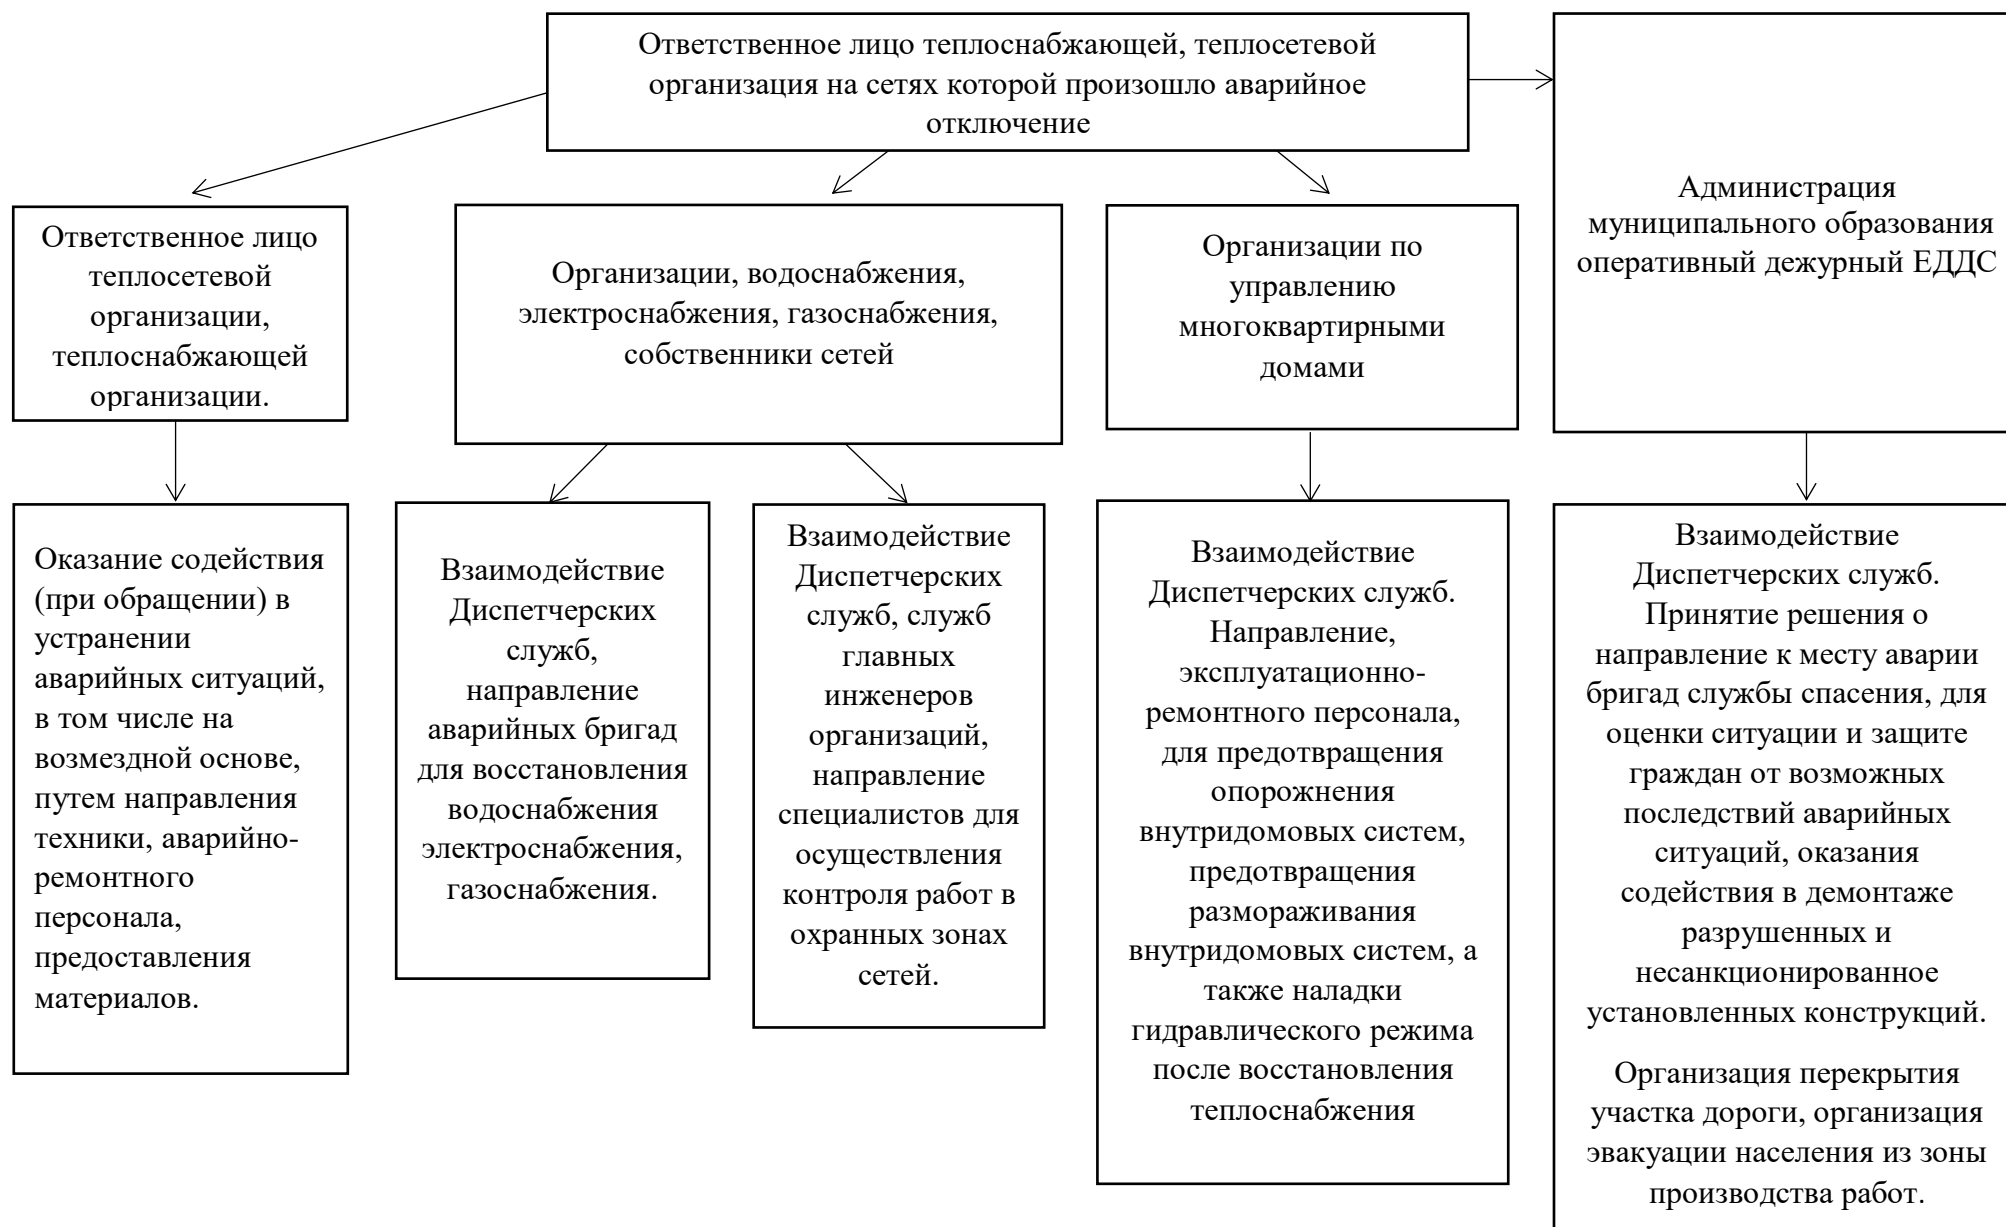 Ответственное лицо теплоснабжающей, теплосетевой
организация на сетях которой произошло аварийное
отключение
Администрация
муниципального образования
оперативный дежурный ЕДДС
Ответственное лицо
теплосетевой
организации,
теплоснабжающей
организации.
Организации, водоснабжения,
электроснабжения, газоснабжения,
собственники сетей
Организации по
управлению
многоквартирными
домами
Оказание содействия
(при обращении) в
устранении
аварийных ситуаций,
в том числе на
возмездной основе,
путем направления
техники, аварийно-
ремонтного
персонала,
предоставления
материалов.
Взаимодействие
Диспетчерских
служб,
направление
аварийных бригад
для восстановления
водоснабжения
электроснабжения,
газоснабжения.
Взаимодействие
Диспетчерских
служб, служб
главных
инженеров
организаций,
направление
специалистов для
осуществления
контроля работ в
охранных зонах
сетей.
Взаимодействие
Диспетчерских служб.
Направление,
эксплуатационно-
ремонтного персонала,
для предотвращения
опорожнения
внутридомовых систем,
предотвращения
размораживания
внутридомовых систем, а
также наладки
гидравлического режима
после восстановления
теплоснабжения
Взаимодействие
Диспетчерских служб.
Принятие решения о
направление к месту аварии
бригад службы спасения, для
оценки ситуации и защите
граждан от возможных
последствий аварийных
ситуаций, оказания
содействия в демонтаже
разрушенных и
несанкционированное
установленных конструкций.
Организация перекрытия
участка дороги, организация
эвакуации населения из зоны
производства работ.